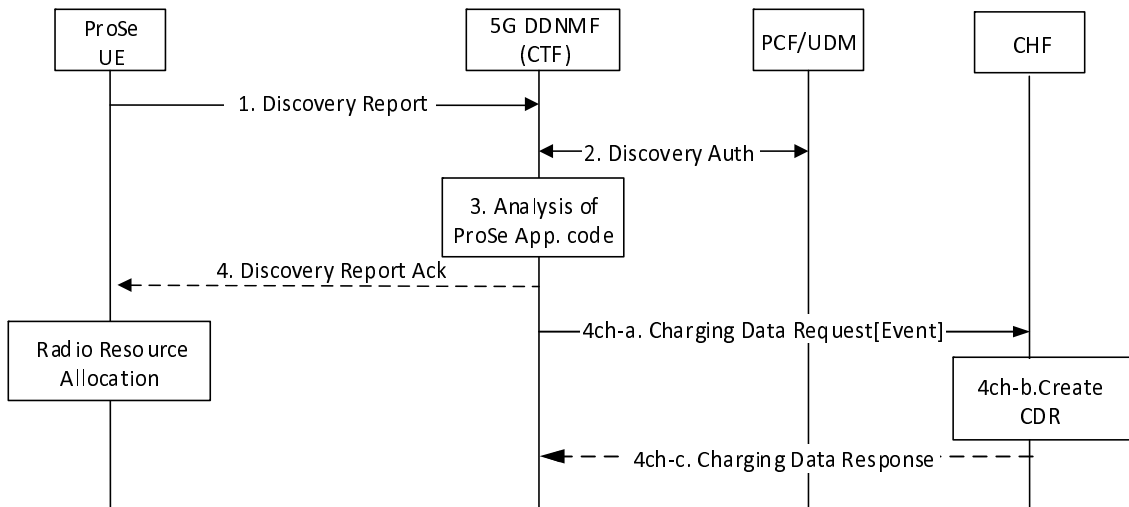 ProSe
UE
5G DDNMF
(CTF)
PCF/UDM
CHF
1. Discovery Report
2. Discovery Auth
3. Analysis of
ProSe App. code
4. Discovery Report Ack
4ch-a. Charging Data Request[Event]
Radio Resource
Allocation
4ch-b.Create
CDR
4ch-c. Charging Data Response